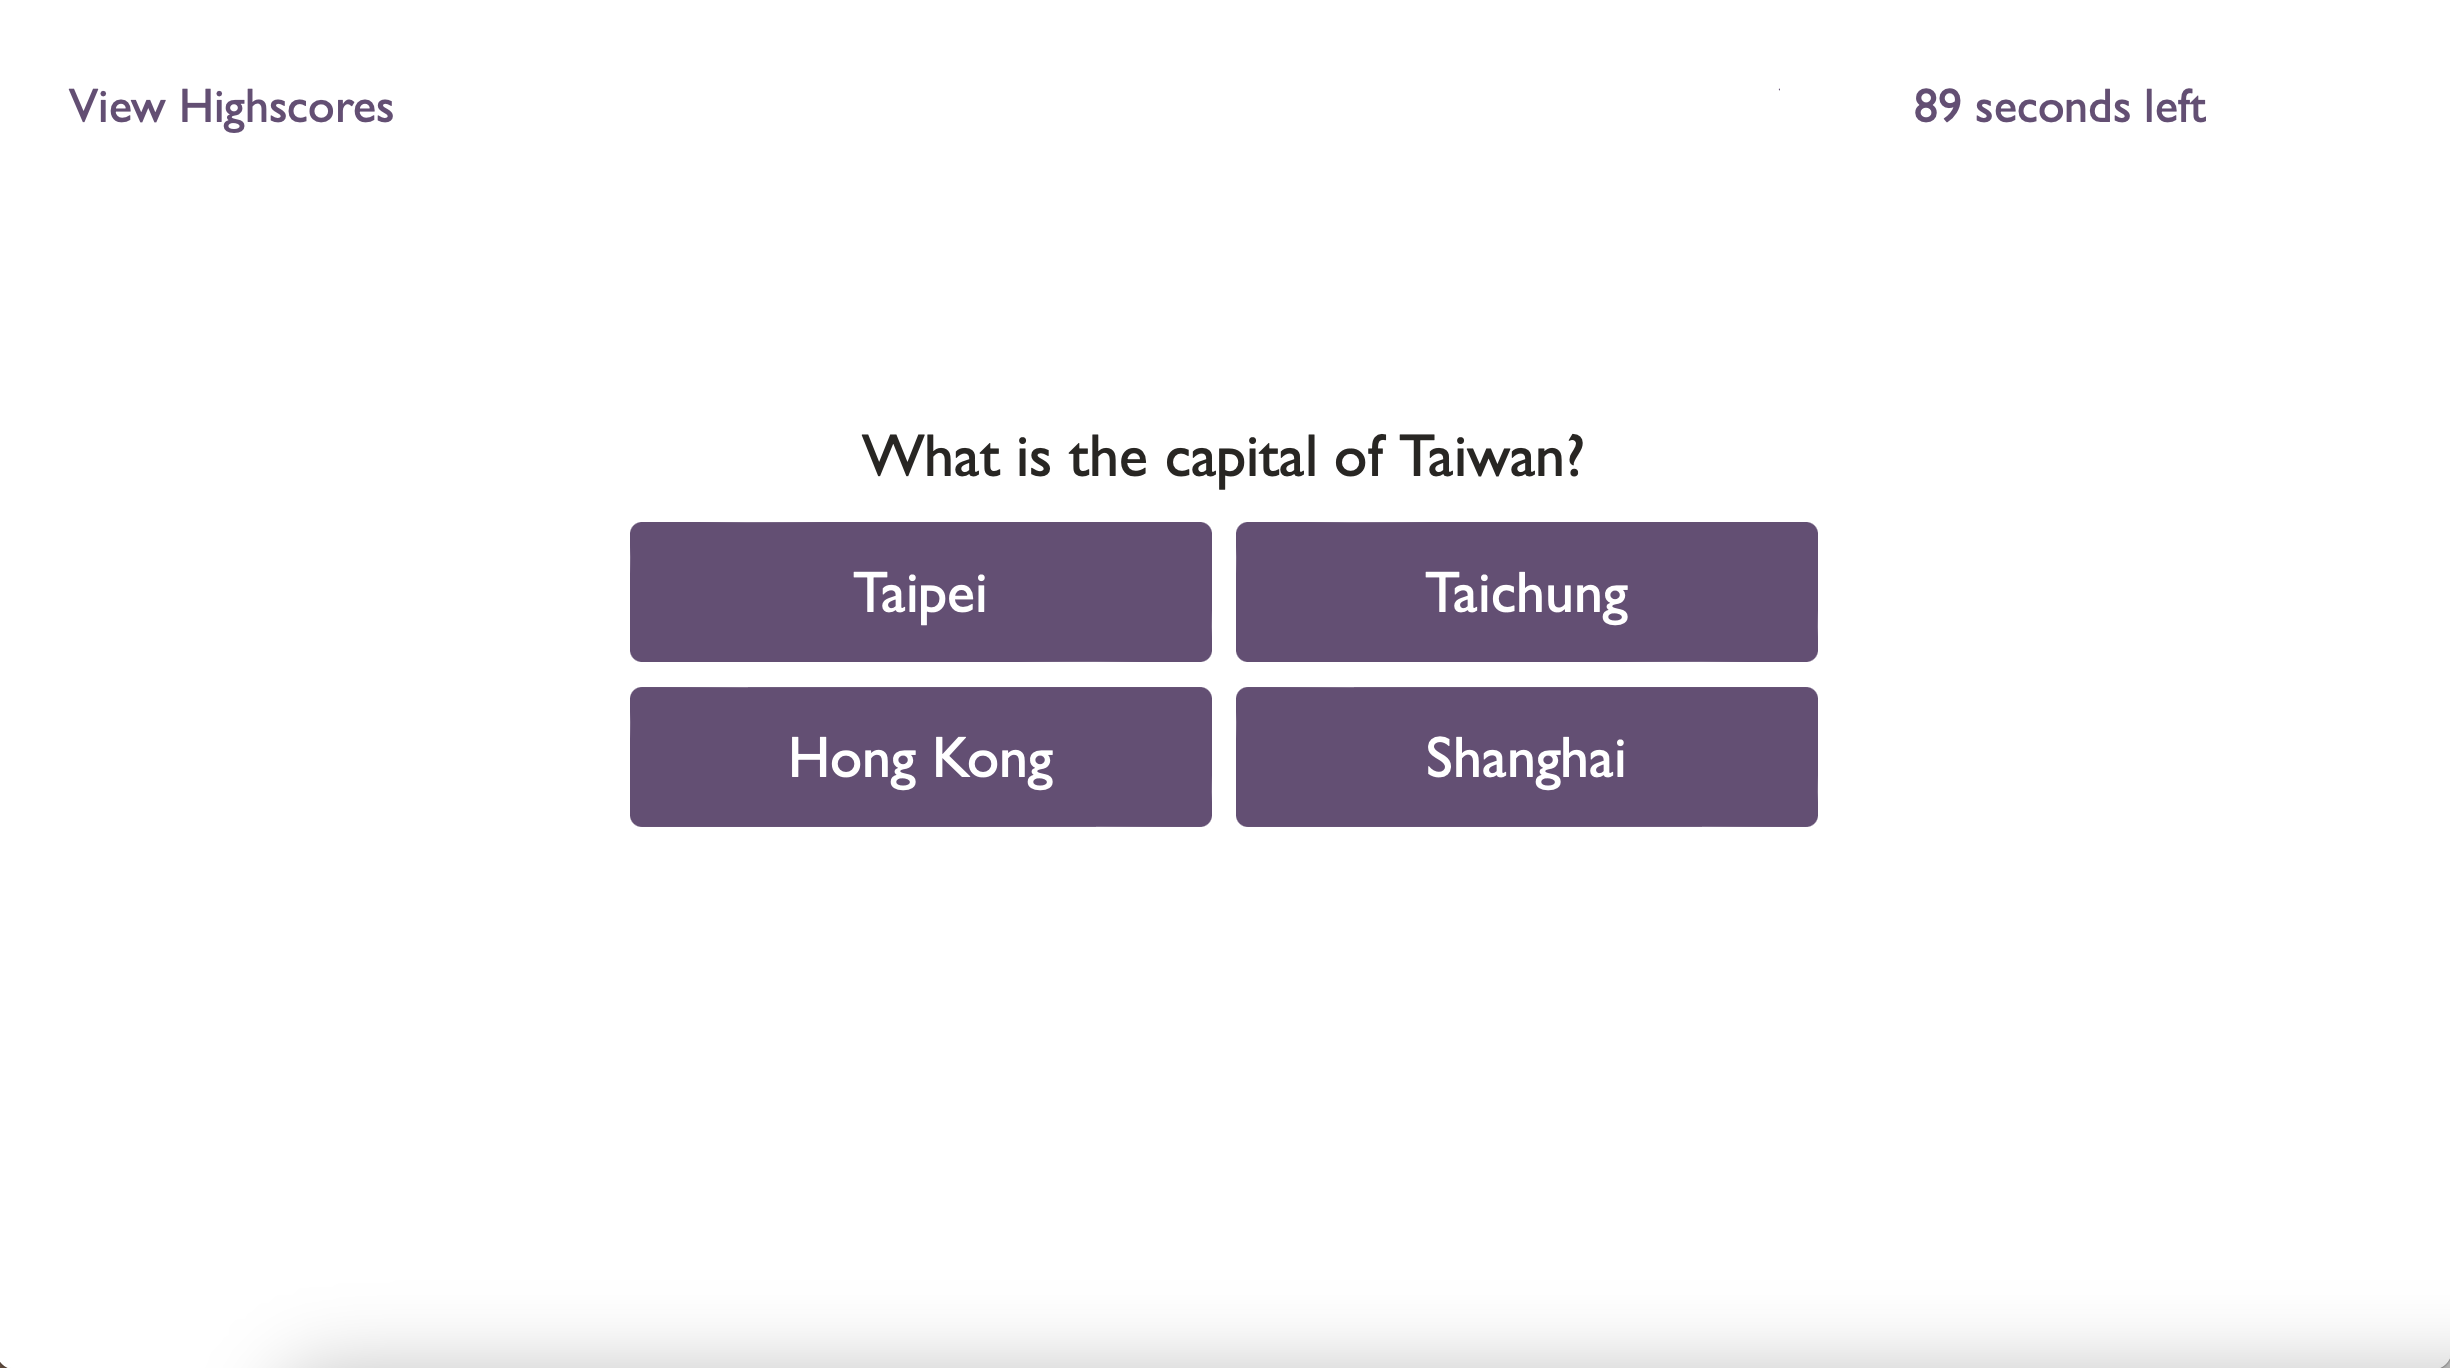 View Highscores
89 seconds left
What is the capital of Taiwan?
Taipei
Taichung
Hong Kong
Shanghai